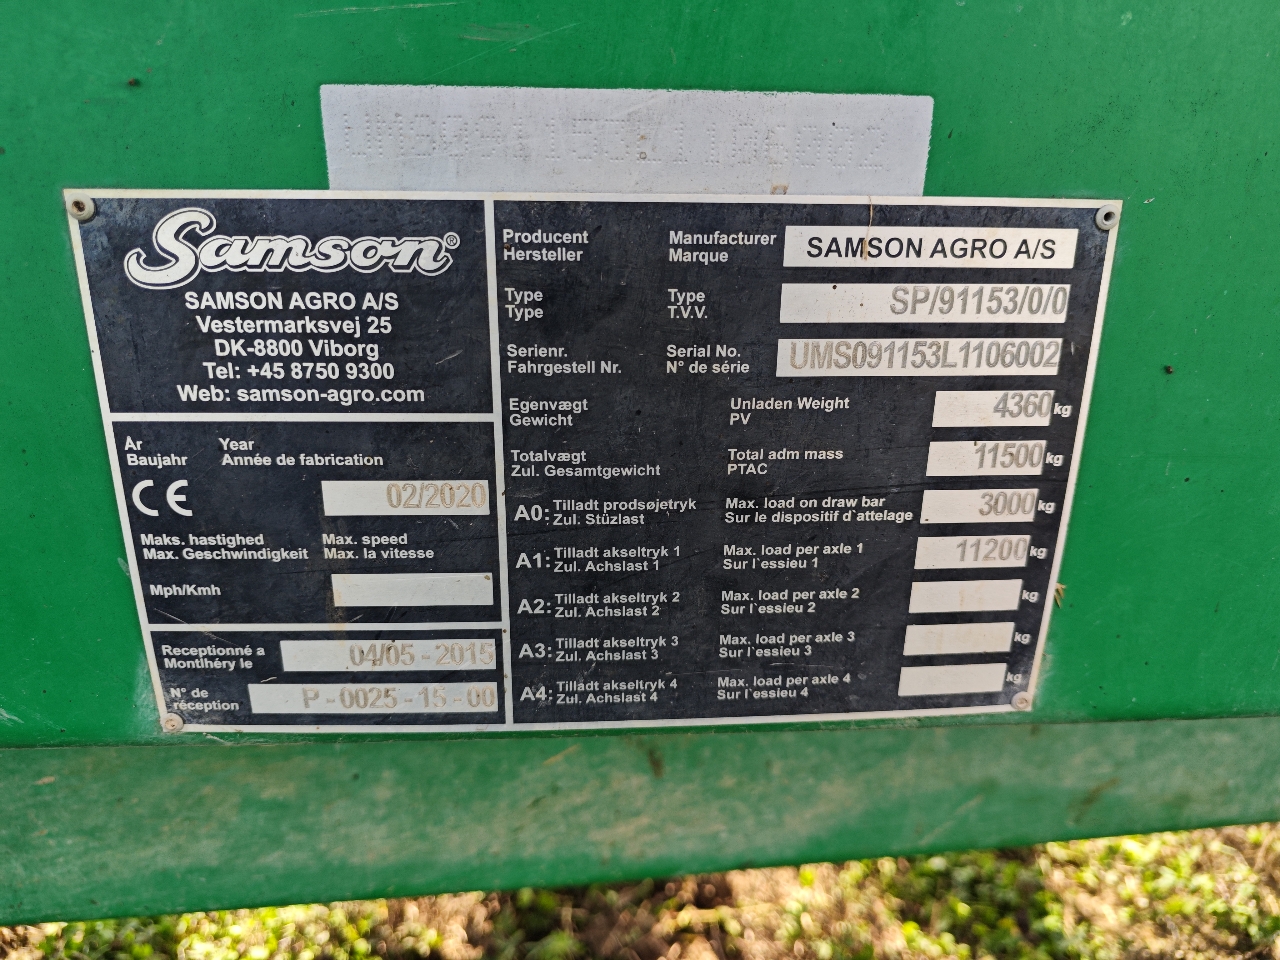 UMS091153L1106002
Samson®
SAMSON AGRO A/S
Vestermarksvej 25
DK-8800 Viborg
Tel: +45 8750 9300
Web: samson-agro.com
År Year
Baujahr Année de fabrication
CE 02/2020
Maks. hastighed Max. speed
Max. Geschwindigkeit Max. la vitesse
Mph/Kmh
Receptionné a
Montlhéry le 04/05 - 2015
N° de
réception P - 0025 - 15 - 00
Producent Manufacturer
Hersteller Marque SAMSON AGRO A/S
Type Type
Type T.V.V. SP/91153/0/0
Serienr. Serial No.
Fahrgestell Nr. N° de série UMS091153L1106002
Egenvægt Unladen Weight
Gewicht PV 4360 kg
Totalvægt Total adm mass
Zul. Gesamtgewicht PTAC 11500 kg
A0: Tilladt prodsøjetryk Max. load on draw bar
Zul. Stüzlast Sur le dispositif d`attelage 3000 kg
A1: Tilladt akseltryk 1 Max. load per axle 1
Zul. Achslast 1 Sur l`essieu 1 11200 kg
A2: Tilladt akseltryk 2 Max. load per axle 2
Zul. Achslast 2 Sur l`essieu 2 kg
A3: Tilladt akseltryk 3 Max. load per axle 3
Zul. Achslast 3 Sur l`essieu 3 kg
A4: Tilladt akseltryk 4 Max. load per axle 4
Zul. Achslast 4 Sur l`essieu 4 kg